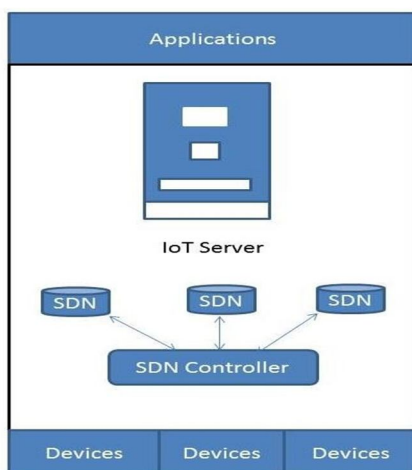 Applications
IoT Server
SDN SDN SDN
SDN Controller
Devices Devices Devices